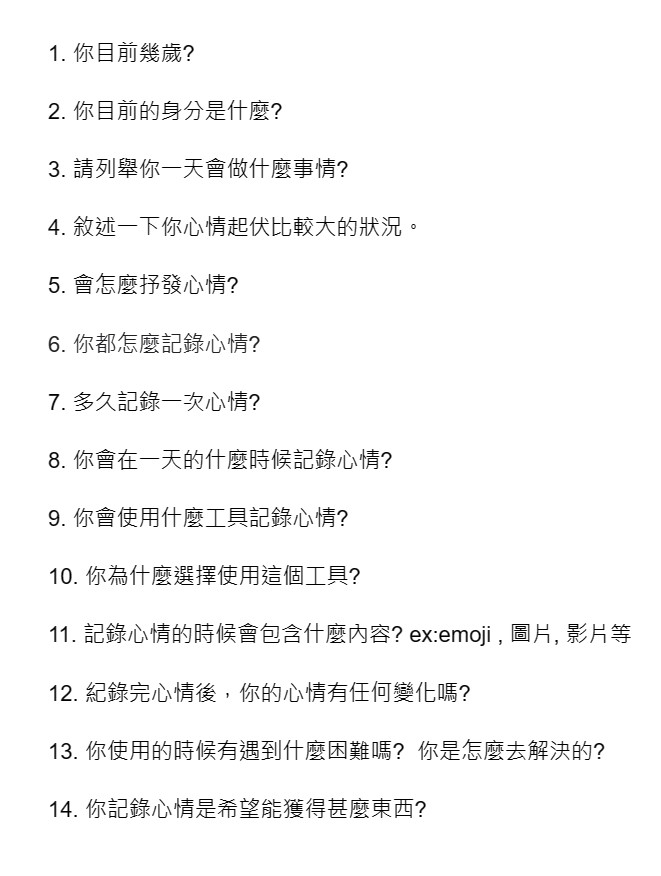 1. 你目前幾歲?
2. 你目前的身分是什麼?
3. 請列舉你一天會做什麼事情?
4. 敘述一下你心情起伏比較大的狀況。
5. 會怎麼抒發心情?
6. 你都怎麼記錄心情?
7. 多久記錄一次心情?
8. 你會在一天的什麼時候記錄心情?
9. 你會使用什麼工具記錄心情?
10. 你為什麼選擇使用這個工具?
11. 記錄心情的時候會包含什麼內容? ex:emoji , 圖片, 影片等
12. 紀錄完心情後，你的心情有任何變化嗎?
13. 你使用的時候有遇到什麼困難嗎?  你是怎麼去解決的?
14. 你記錄心情是希望能獲得甚麼東西?